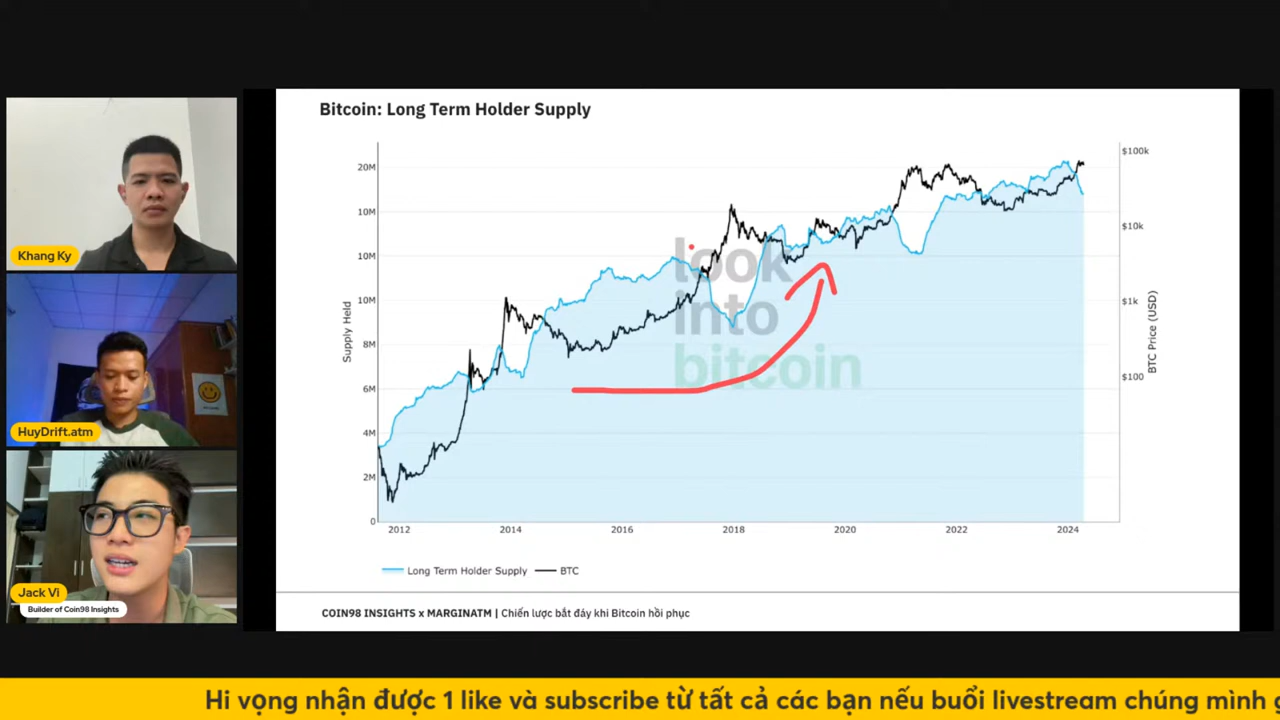 Bitcoin: Long Term Holder Supply
20M
10M
10M
10M
8M
6M
4M
2M
0
Supply Held
$100k
$10k
$1k
$100
BTC Price (USD)
look
into
bitcoin
2012
2014
2016
2018
2020
2022
2024
Long Term Holder Supply
BTC
COIN98 INSIGHTS x MARGINATM | Chiến lược bắt đáy khi Bitcoin hồi phục
Khang Ky
HuyDrift.atm
Jack Vi
Builder of Coin98 Insights
Hi vọng nhận được 1 like và subscribe từ tất cả các bạn nếu buổi livestream chúng mình